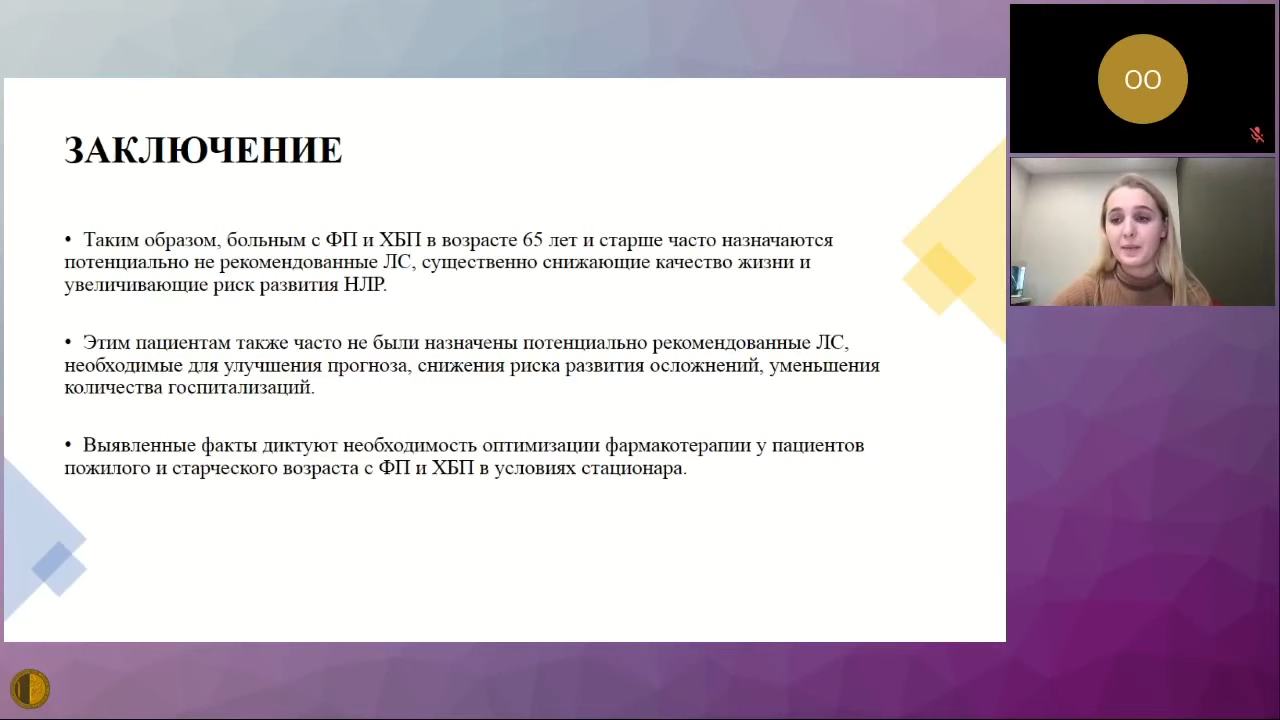 ЗАКЛЮЧЕНИЕ
• Таким образом, больным с ФП и ХБП в возрасте 65 лет и старше часто назначаются
потенциально не рекомендованные ЛС, существенно снижающие качество жизни и
увеличивающие риск развития НЛР.
• Этим пациентам также часто не были назначены потенциально рекомендованные ЛС,
необходимые для улучшения прогноза, снижения риска развития осложнений, уменьшения
количества госпитализаций.
• Выявленные факты диктуют необходимость оптимизации фармакотерапии у пациентов
пожилого и старческого возраста с ФП и ХБП в условиях стационара.
ОО